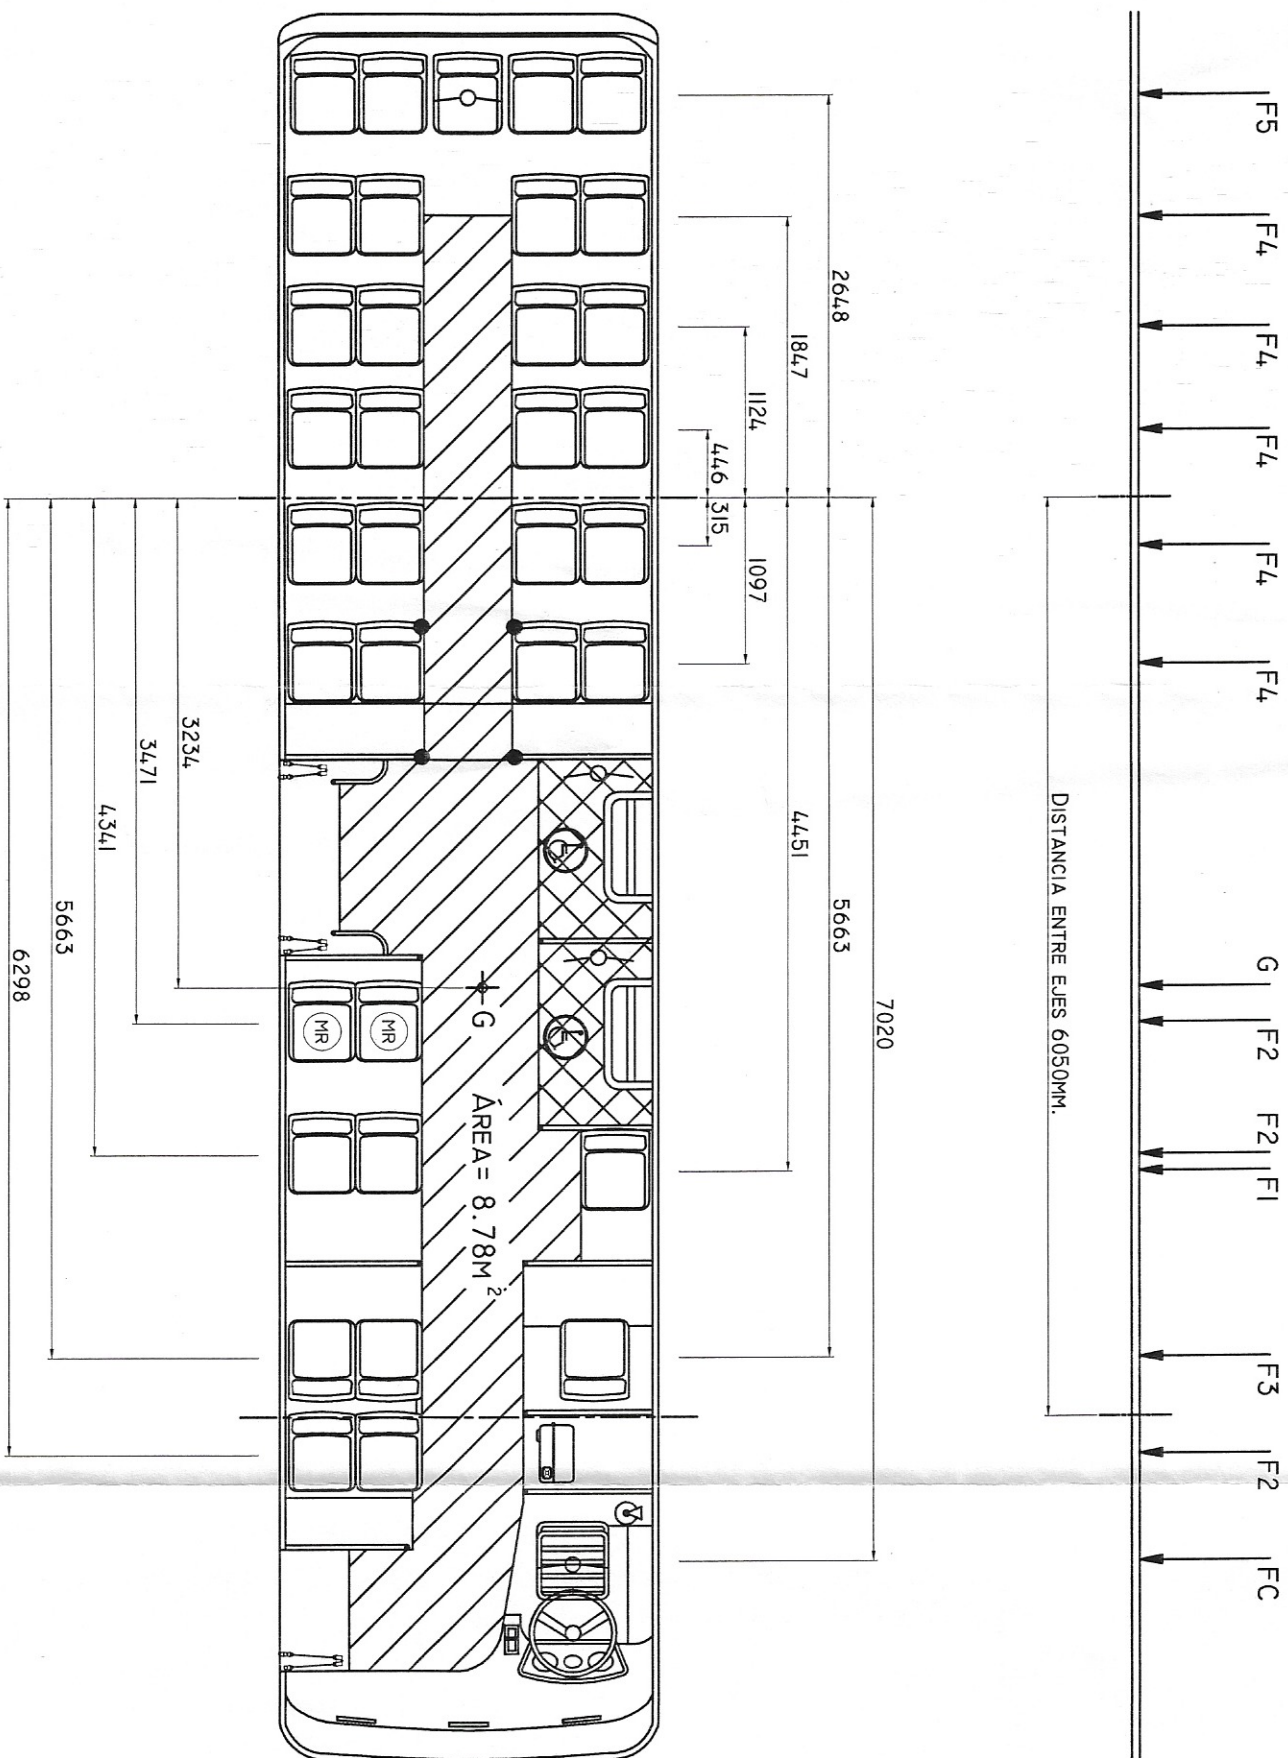 F5
F4
F4
F4
F4
F4
G
F2
F2
F1
F3
F2
FC
DISTANCIA ENTRE EJES 6050MM.
2648
1847
1124
446
315
1097
4451
5663
7020
G
ÁREA= 8.78M²
MR
MR
3234
3471
4341
5663
6298